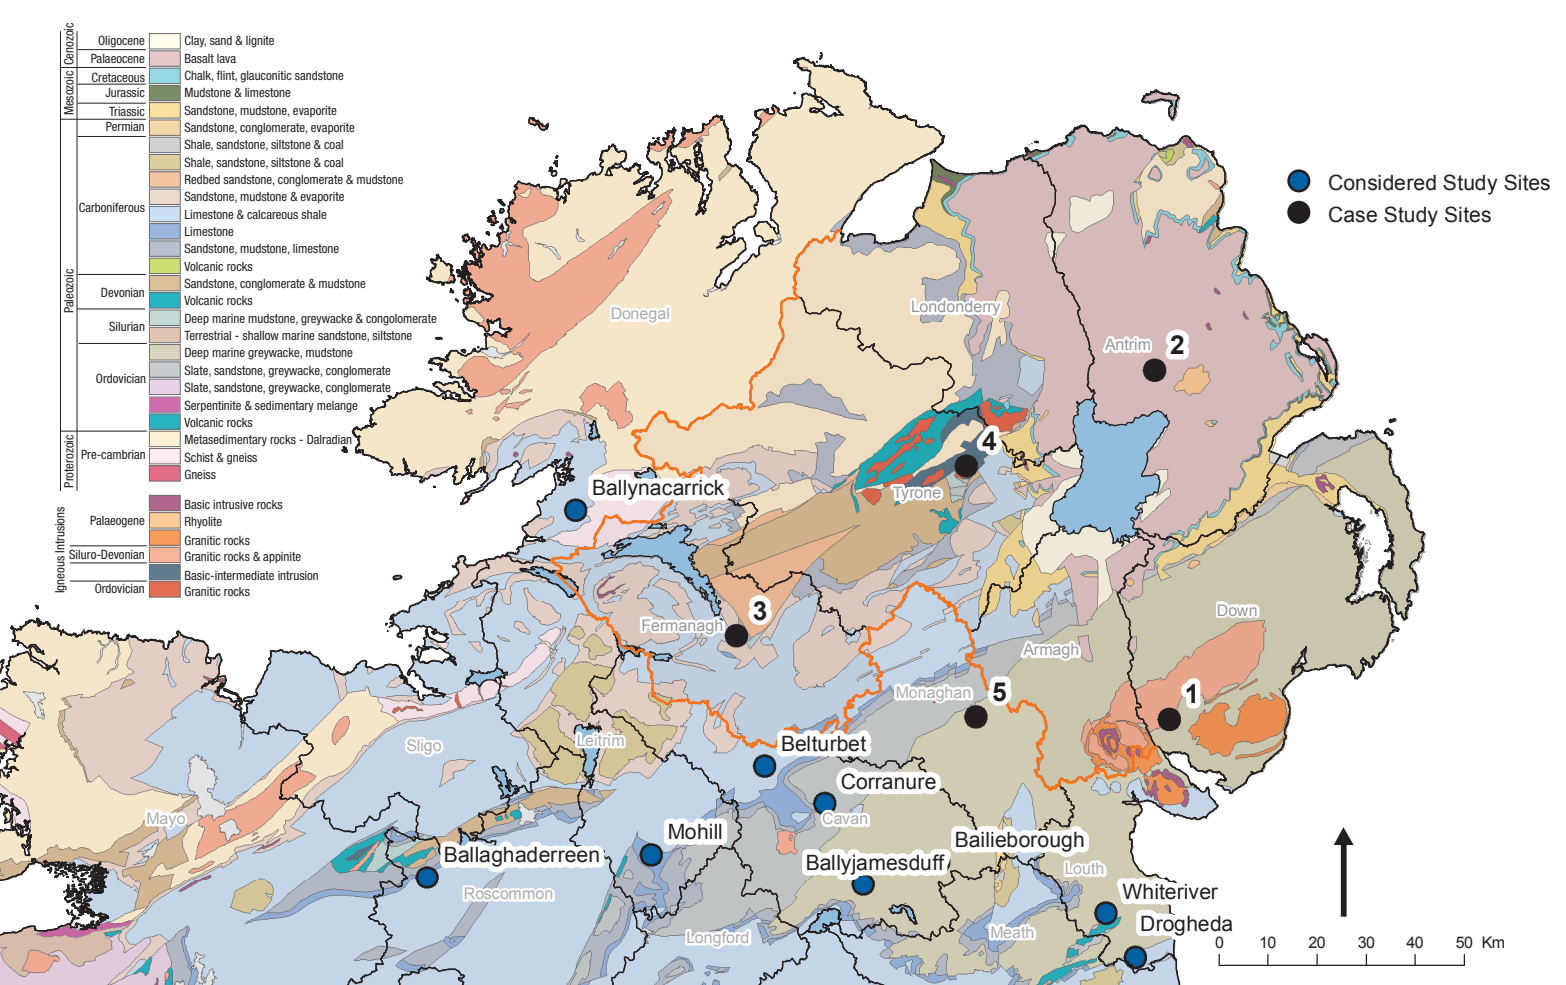 Cenozoic
Oligocene Clay, sand & lignite
Palaeocene Basalt lava
Mesozoic
Cretaceous Chalk, flint, glauconitic sandstone
Jurassic Mudstone & limestone
Triassic Sandstone, mudstone, evaporite
Paleozoic
Permian Sandstone, conglomerate, evaporite
Shale, sandstone, siltstone & coal
Shale, sandstone, siltstone & coal
Redbed sandstone, conglomerate & mudstone
Sandstone, mudstone & evaporite
Carboniferous
Limestone & calcareous shale
Limestone
Sandstone, mudstone, limestone
Volcanic rocks
Sandstone, conglomerate & mudstone
Devonian
Volcanic rocks
Deep marine mudstone, greywacke & congolomerate
Silurian
Terrestrial - shallow marine sandstone, siltstone
Deep marine greywacke, mudstone
Slate, sandstone, greywacke, conglomerate
Ordovician
Slate, sandstone, greywacke, conglomerate
Serpentinite & sedimentary melange
Volcanic rocks
Proterozoic
Metasedimentary rocks - Dalradian
Pre-cambrian Schist & gneiss
Gneiss
Igneous Intrusions
Basic intrusive rocks
Palaeogene Rhyolite
Granitic rocks
Siluro-Devonian Granitic rocks & appinite
Basic-intermediate intrusion
Ordovician Granitic rocks
Considered Study Sites
Case Study Sites
Donegal
Londonderry
Antrim
2
4
Tyrone
Ballynacarrick
3
Fermanagh
Down
Armagh
Monaghan
5
1
Sligo
Leitrim
Belturbet
Corranure
Cavan
Mayo
Mohill
Bailieborough
Ballaghaderreen
Ballyjamesduff
Louth
Roscommon
Whiteriver
Drogheda
Longford
Meath
0 10 20 30 40 50 Km